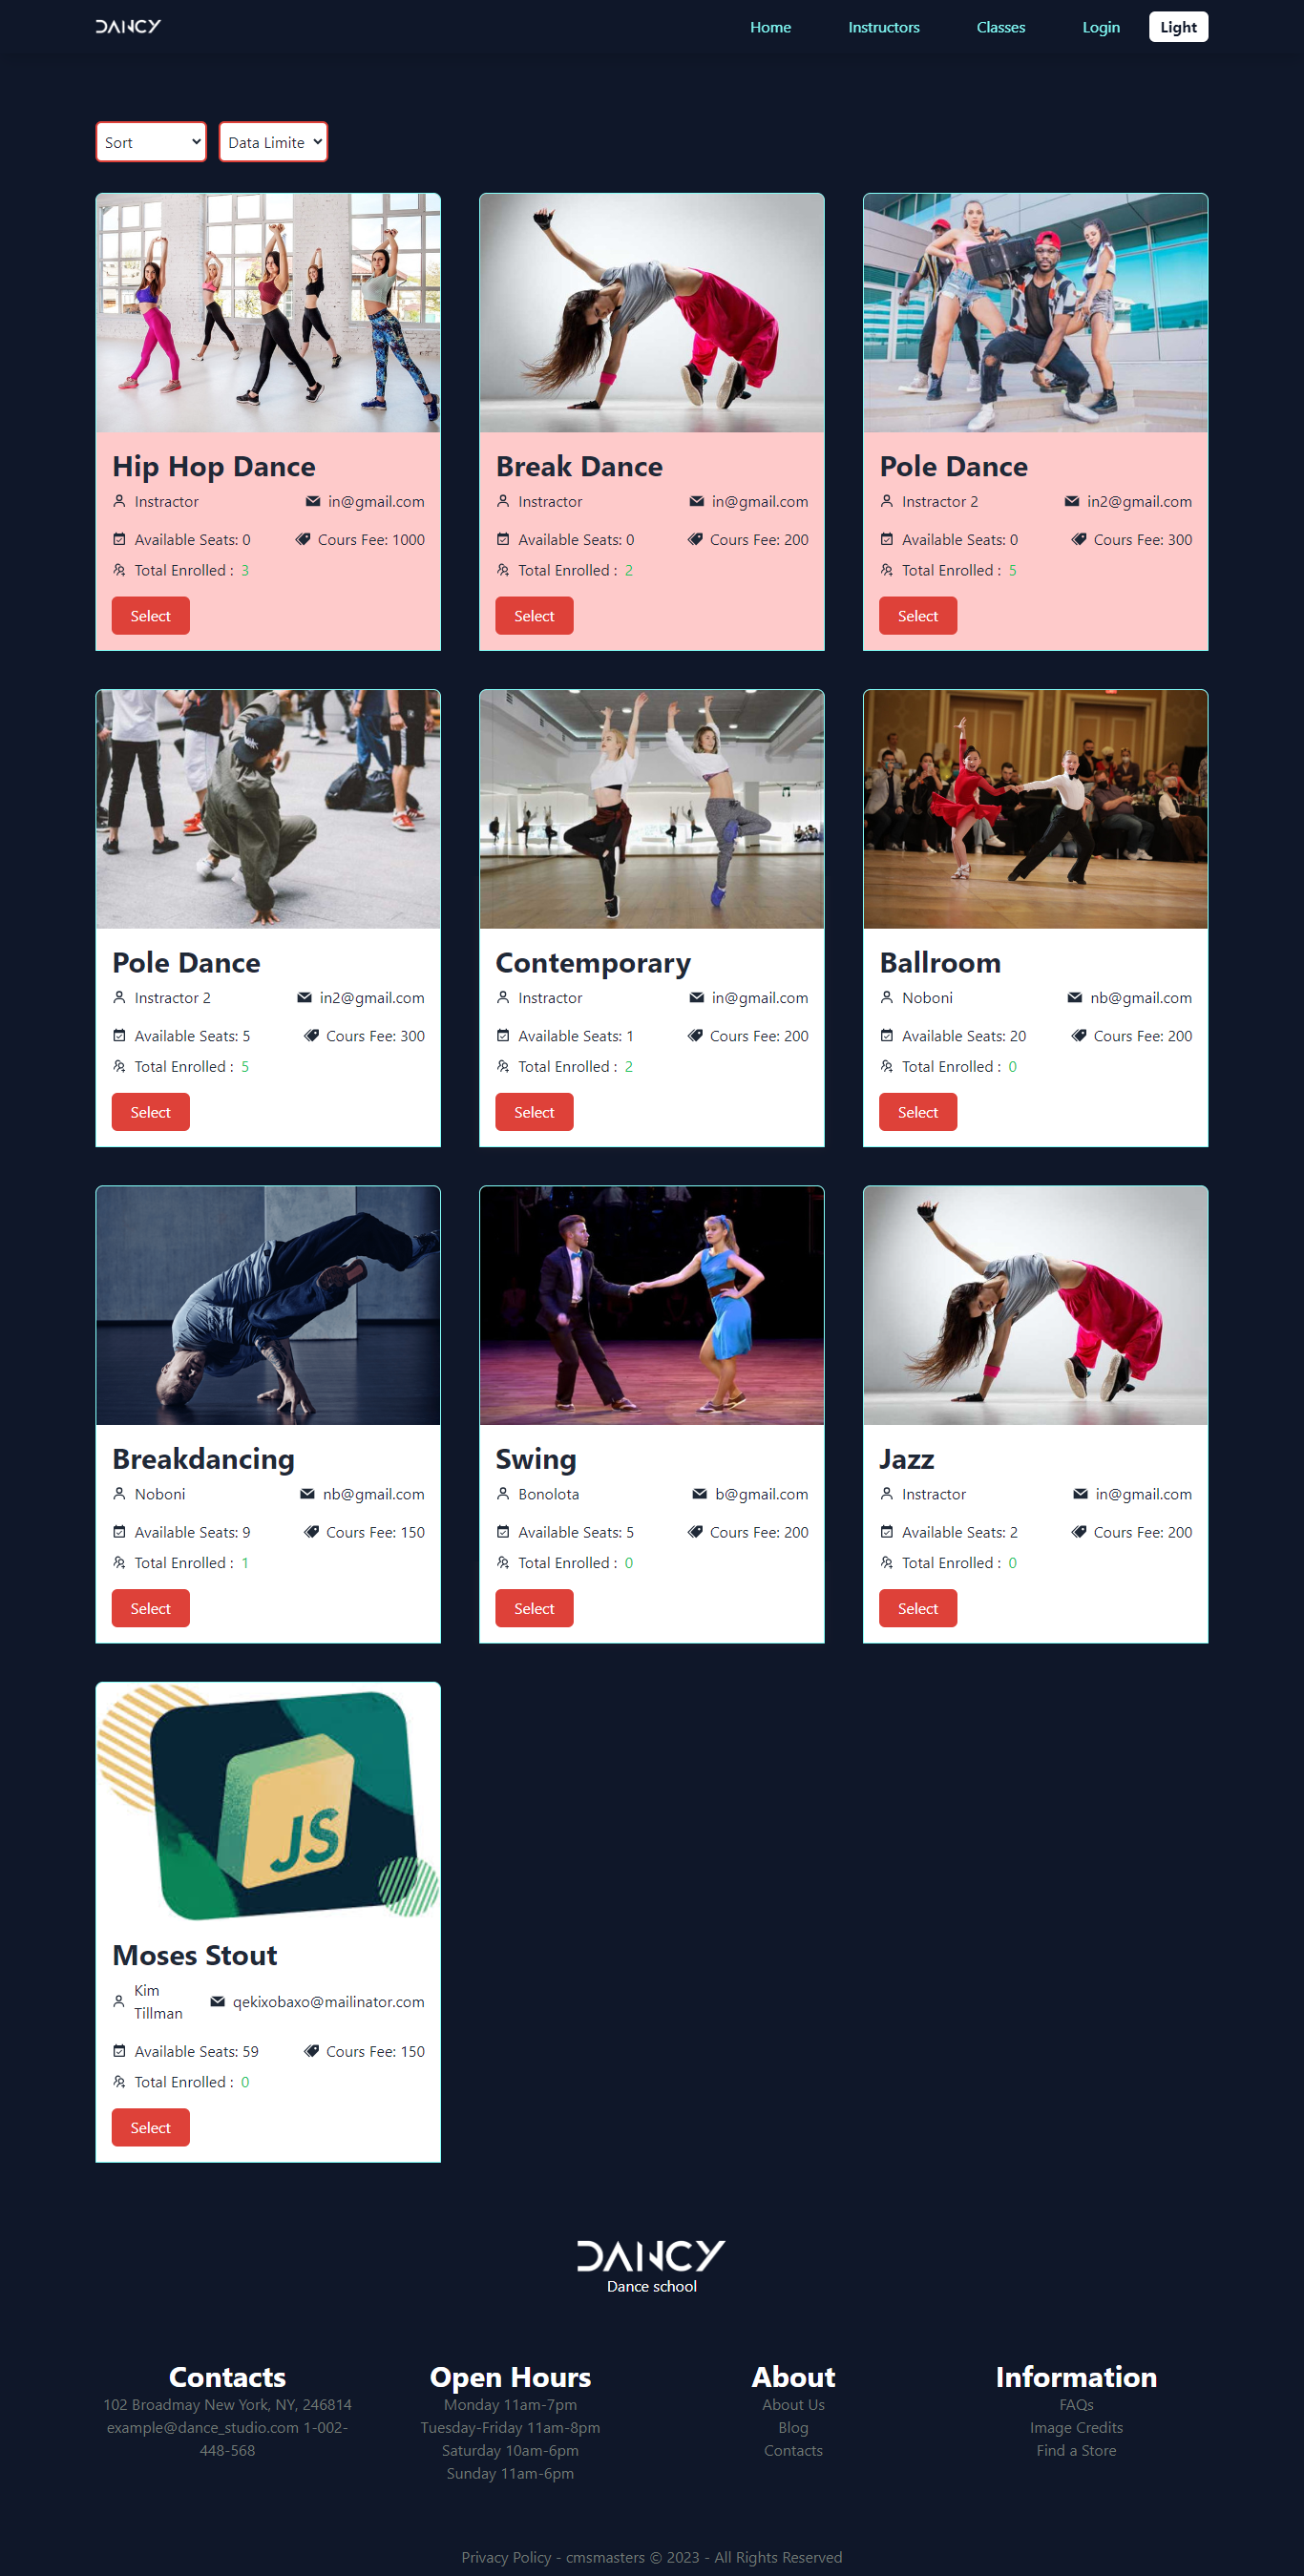 DANCY
Home Instructors Classes Login Light
Sort Data Limite
Hip Hop Dance
Instractor in@gmail.com
Available Seats: 0 Cours Fee: 1000
Total Enrolled : 3
Select
Break Dance
Instractor in@gmail.com
Available Seats: 0 Cours Fee: 200
Total Enrolled : 2
Select
Pole Dance
Instractor 2 in2@gmail.com
Available Seats: 0 Cours Fee: 300
Total Enrolled : 5
Select
Pole Dance
Instractor 2 in2@gmail.com
Available Seats: 5 Cours Fee: 300
Total Enrolled : 5
Select
Contemporary
Instractor in@gmail.com
Available Seats: 1 Cours Fee: 200
Total Enrolled : 2
Select
Ballroom
Noboni nb@gmail.com
Available Seats: 20 Cours Fee: 200
Total Enrolled : 0
Select
Breakdancing
Noboni nb@gmail.com
Available Seats: 9 Cours Fee: 150
Total Enrolled : 1
Select
Swing
Bonolota b@gmail.com
Available Seats: 5 Cours Fee: 200
Total Enrolled : 0
Select
Jazz
Instractor in@gmail.com
Available Seats: 2 Cours Fee: 200
Total Enrolled : 0
Select
JS
Moses Stout
Kim
Tillman qekixobaxo@mailinator.com
Available Seats: 59 Cours Fee: 150
Total Enrolled : 0
Select
DANCY
Dance school
Contacts
102 Broadmay New York, NY, 246814
example@dance_studio.com 1-002-
448-568
Open Hours
Monday 11am-7pm
Tuesday-Friday 11am-8pm
Saturday 10am-6pm
Sunday 11am-6pm
About
About Us
Blog
Contacts
Information
FAQs
Image Credits
Find a Store
Privacy Policy - cmsmasters © 2023 - All Rights Reserved